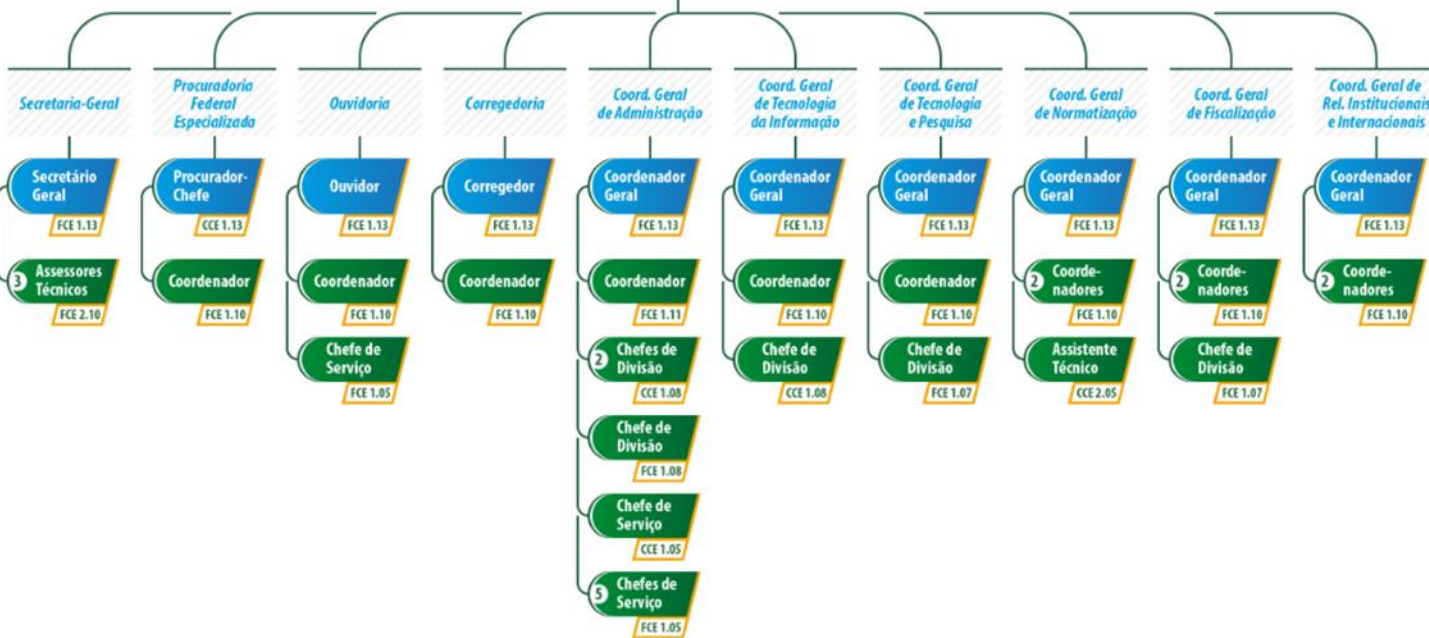 Secretaria-Geral
Procuradoria
Federal
Especializada
Ouvidoria
Corregedoria
Coord. Geral
de Administração
Coord. Geral
de Tecnologia
da Informação
Coord. Geral
de Tecnologia
e Pesquisa
Coord. Geral
de Normatização
Coord. Geral
de Fiscalização
Coord. Geral de
Rel. Institucionais
e Internacionais
Secretário
Geral
FCE 1.13
Procurador-
Chefe
CCE 1.13
Ouvidor
FCE 1.13
Corregedor
FCE 1.13
Coordenador
Geral
FCE 1.13
Coordenador
Geral
FCE 1.13
Coordenador
Geral
FCE 1.13
Coordenador
Geral
FCE 1.13
Coordenador
Geral
FCE 1.13
Coordenador
Geral
FCE 1.13
3 Assessores
Técnicos
FCE 2.10
Coordenador
FCE 1.10
Coordenador
FCE 1.10
Coordenador
FCE 1.10
Coordenador
FCE 1.11
Coordenador
FCE 1.10
Coordenador
FCE 1.10
2 Coorde-
nadores
FCE 1.10
2 Coorde-
nadores
FCE 1.10
2 Coorde-
nadores
FCE 1.10
Chefe de
Serviço
FCE 1.05
2 Chefes de
Divisão
CCE 1.08
Chefe de
Divisão
CCE 1.08
Chefe de
Divisão
FCE 1.07
Assistente
Técnico
CCE 2.05
Chefe de
Divisão
FCE 1.07
Chefe de
Divisão
FCE 1.08
Chefe de
Serviço
CCE 1.05
5 Chefes de
Serviço
FCE 1.05